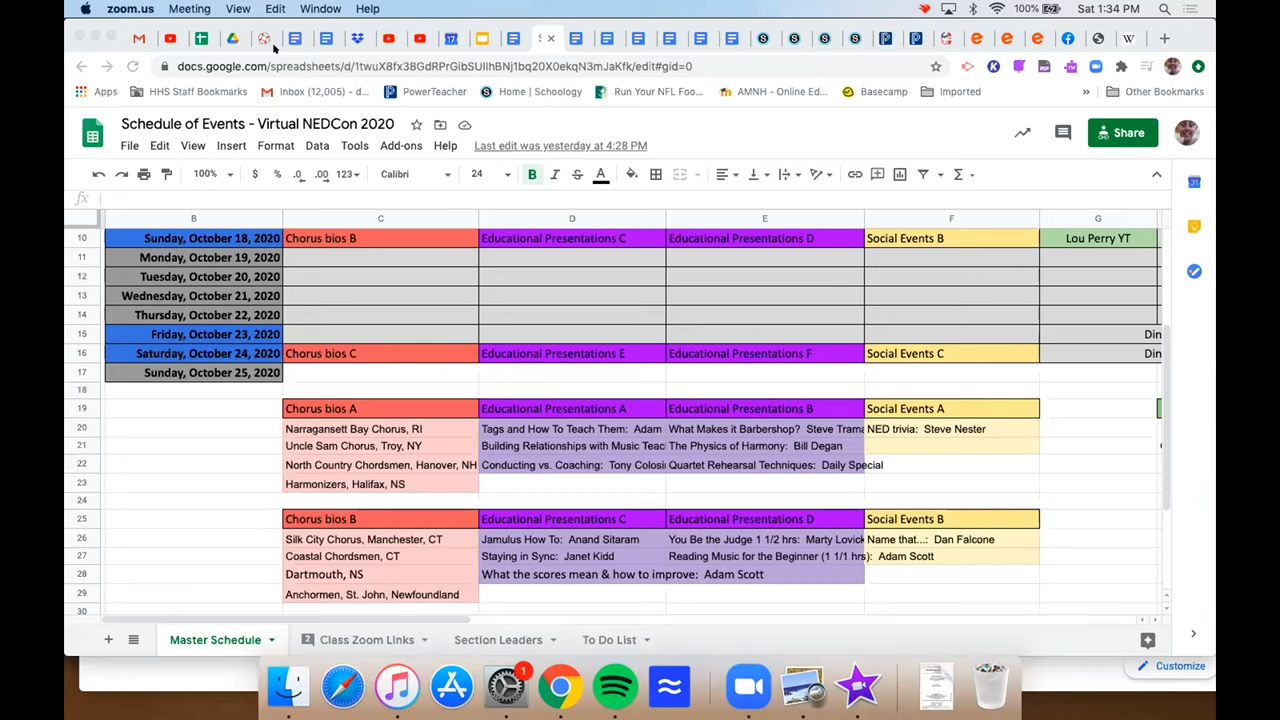 zoom.us Meeting View Edit Window Help 100% Sat 1:34 PM
docs.google.com/spreadsheets/d/1twuX8fx38GdRPrGibSUIlhBNj1bq20X0ekqN3mJaKfk/edit#gid=0
Apps HHS Staff Bookmarks Inbox (12,005) - d... PowerTeacher Home | Schoology Run Your NFL Foo... AMNH - Online Ed... Basecamp Imported » Other Bookmarks
Schedule of Events - Virtual NEDCon 2020
File Edit View Insert Format Data Tools Add-ons Help Last edit was yesterday at 4:28 PM
Share
100% $ % .0 .00 123 Calibri 24 B I S A
fx
B C D E F G
10 Sunday, October 18, 2020 Chorus bios B Educational Presentations C Educational Presentations D Social Events B Lou Perry YT
11 Monday, October 19, 2020
12 Tuesday, October 20, 2020
13 Wednesday, October 21, 2020
14 Thursday, October 22, 2020
15 Friday, October 23, 2020 Din
16 Saturday, October 24, 2020 Chorus bios C Educational Presentations E Educational Presentations F Social Events C Din
17 Sunday, October 25, 2020
18
19 Chorus bios A Educational Presentations A Educational Presentations B Social Events A
20 Narragansett Bay Chorus, RI Tags and How To Teach Them: Adam What Makes it Barbershop? Steve Trama NED trivia: Steve Nester
21 Uncle Sam Chorus, Troy, NY Building Relationships with Music Teac The Physics of Harmony: Bill Degan
22 North Country Chordsmen, Hanover, NH Conducting vs. Coaching: Tony Colosi Quartet Rehearsal Techniques: Daily Special
23 Harmonizers, Halifax, NS
24
25 Chorus bios B Educational Presentations C Educational Presentations D Social Events B
26 Silk City Chorus, Manchester, CT Jamulus How To: Anand Sitaram You Be the Judge 1 1/2 hrs: Marty Lovick Name that...: Dan Falcone
27 Coastal Chordsmen, CT Staying in Sync: Janet Kidd Reading Music for the Beginner (1 1/1 hrs): Adam Scott
28 Dartmouth, NS What the scores mean & how to improve: Adam Scott
29 Anchormen, St. John, Newfoundland
30
Master Schedule 2 Class Zoom Links Section Leaders To Do List
Customize
1